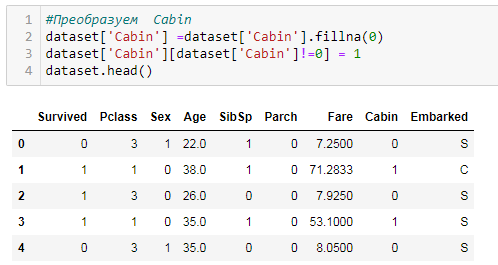 1 #Преобразуем Cabin
2 dataset['Cabin'] =dataset['Cabin'].fillna(0)
3 dataset['Cabin'][dataset['Cabin']!=0] = 1
4 dataset.head()
Survived Pclass Sex Age SibSp Parch Fare Cabin Embarked
0 0 3 1 22.0 1 0 7.2500 0 S
1 1 1 0 38.0 1 0 71.2833 1 C
2 1 3 0 26.0 0 0 7.9250 0 S
3 1 1 0 35.0 1 0 53.1000 1 S
4 0 3 1 35.0 0 0 8.0500 0 S